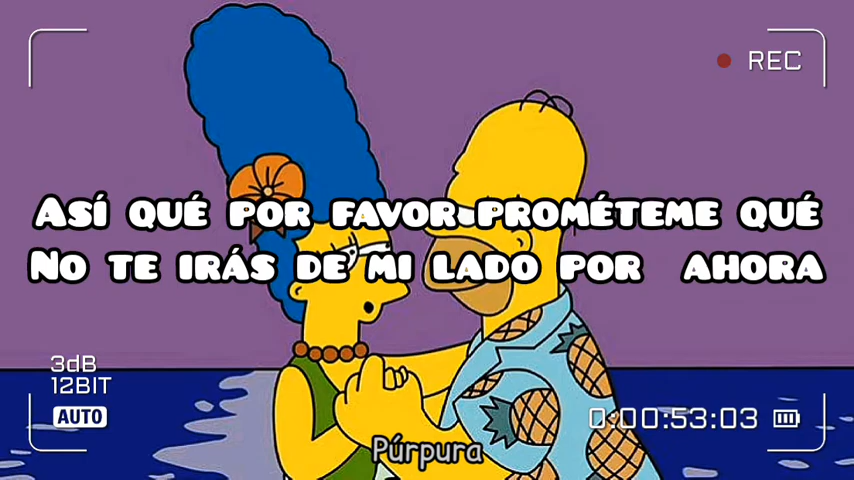 REC
Así qué por favor prométeme qué
No te irás de mi lado por ahora
3dB
12BIT
AUTO
0:00:53:03
Púrpura